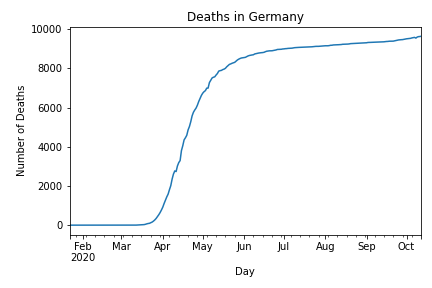 Deaths in Germany
10000
8000
6000
4000
2000
0
Number of Deaths
Feb Mar Apr May Jun Jul Aug Sep Oct
2020
Day